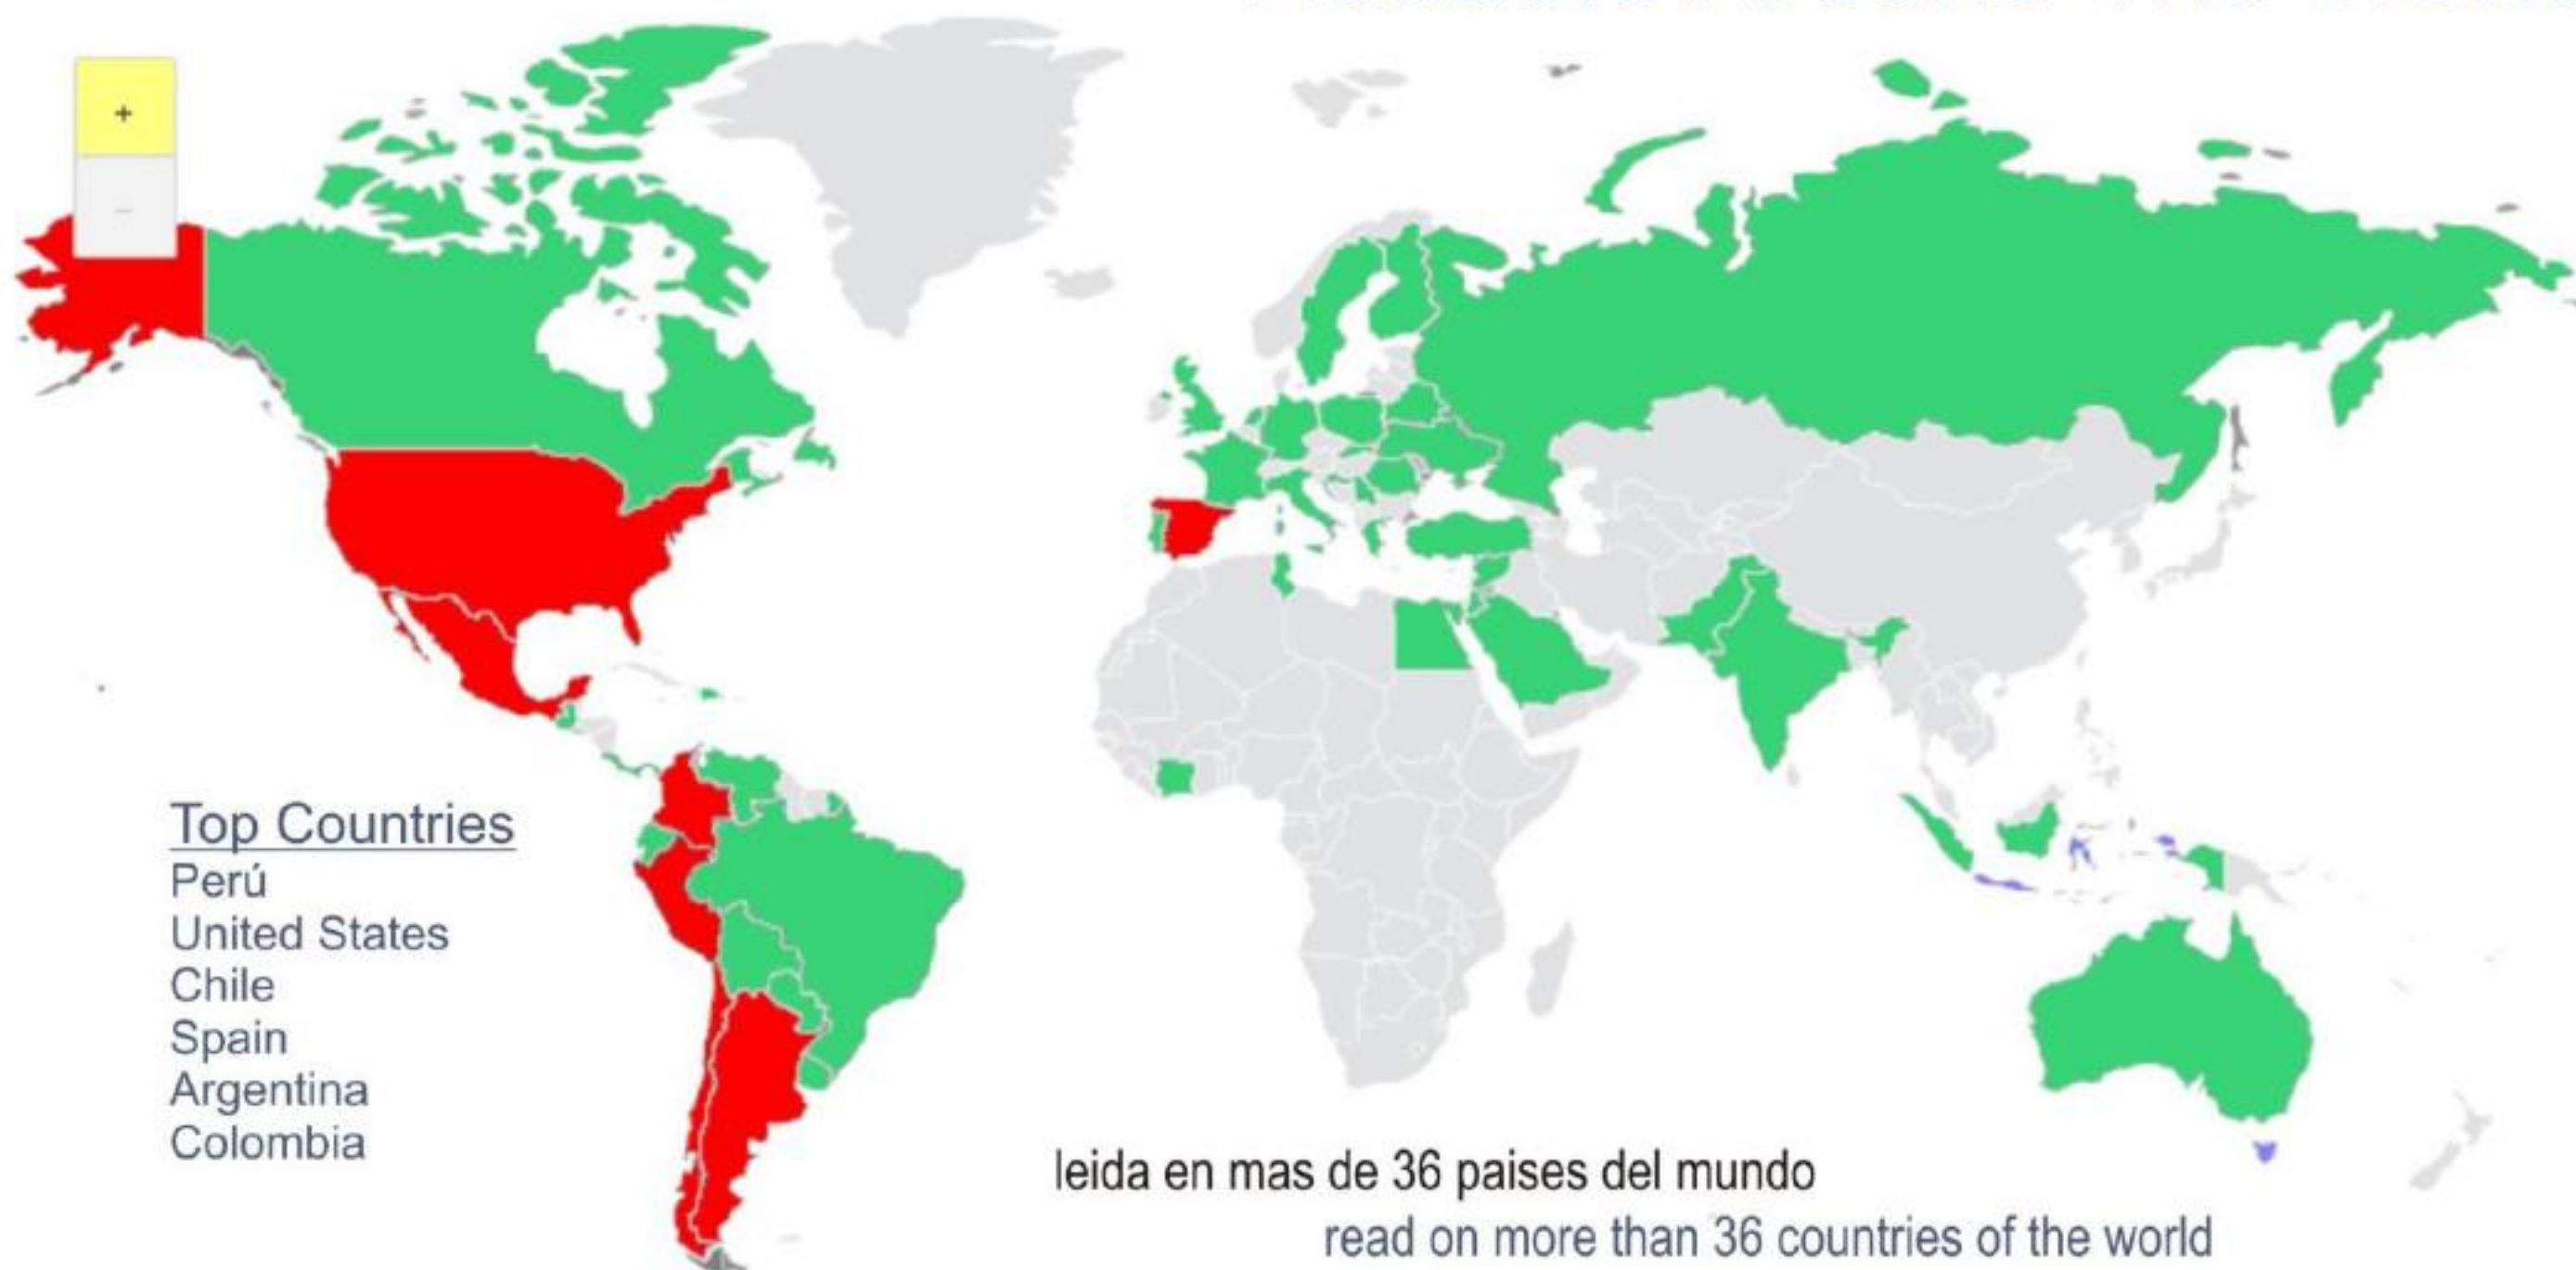 +
−
Top Countries
Perú
United States
Chile
Spain
Argentina
Colombia
leida en mas de 36 paises del mundo
read on more than 36 countries of the world